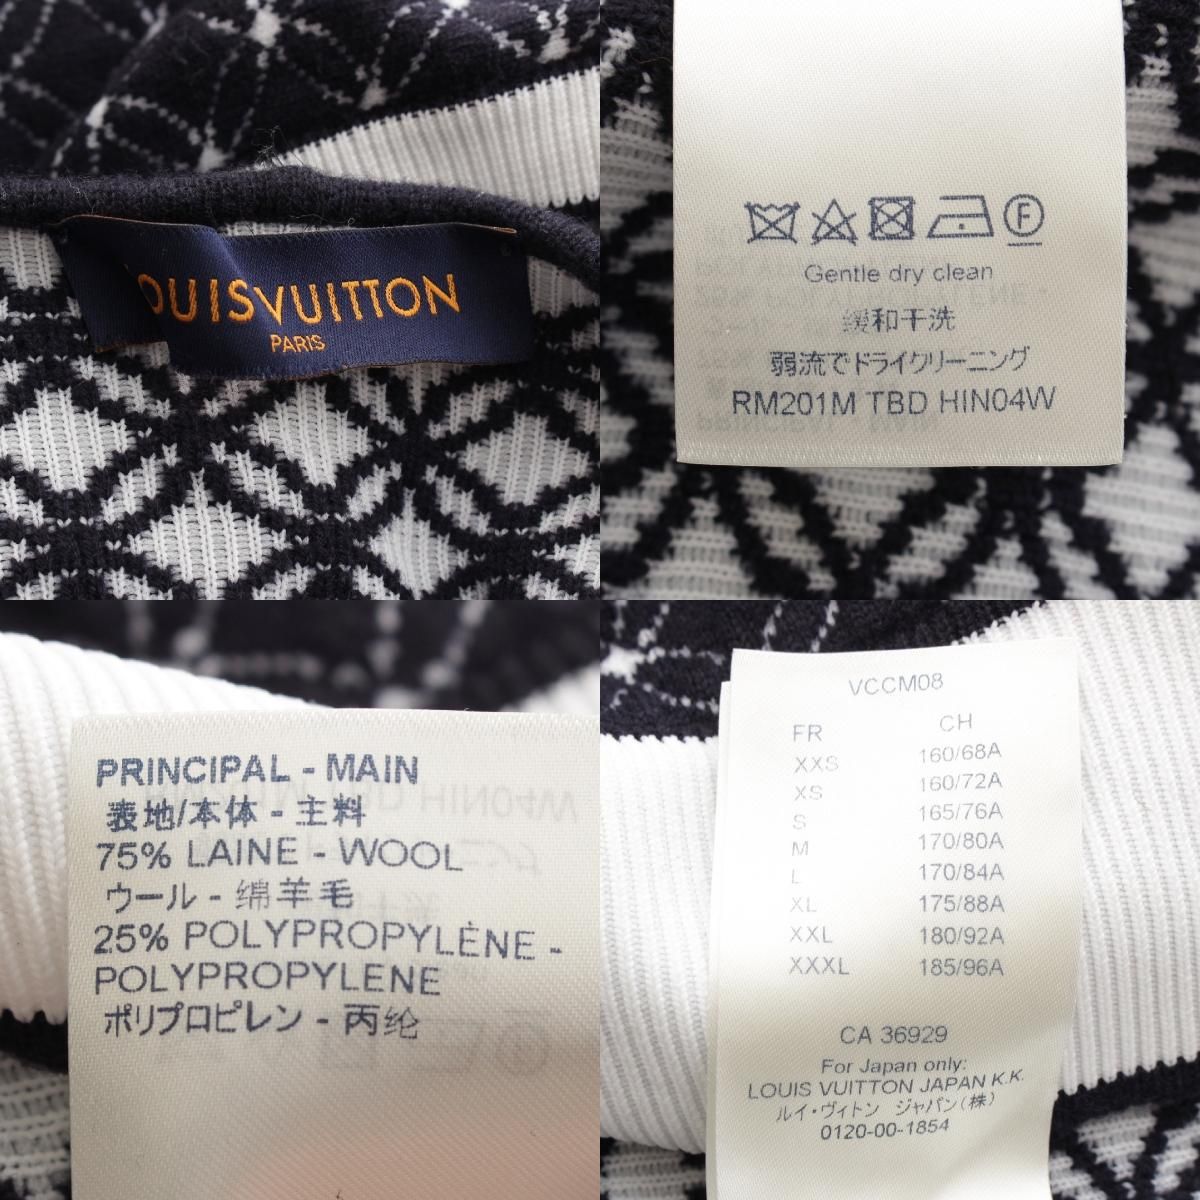 LOUIS VUITTON
PARIS
F
Gentle dry clean
缓和干洗
弱流でドライクリーニング
RM201M TBD HIN04W
PRINCIPAL - MAIN
表地/本体 - 主料
75% LAINE - WOOL
ウール - 绵羊毛
25% POLYPROPYLÈNE -
POLYPROPYLENE
ポリプロピレン - 丙纶
VCCM08
FR CH
XXS 160/68A
XS 160/72A
S 165/76A
M 170/80A
L 170/84A
XL 175/88A
XXL 180/92A
XXXL 185/96A
CA 36929
For Japan only:
LOUIS VUITTON JAPAN K.K.
ルイ・ヴィトン ジャパン(株)
0120-00-1854